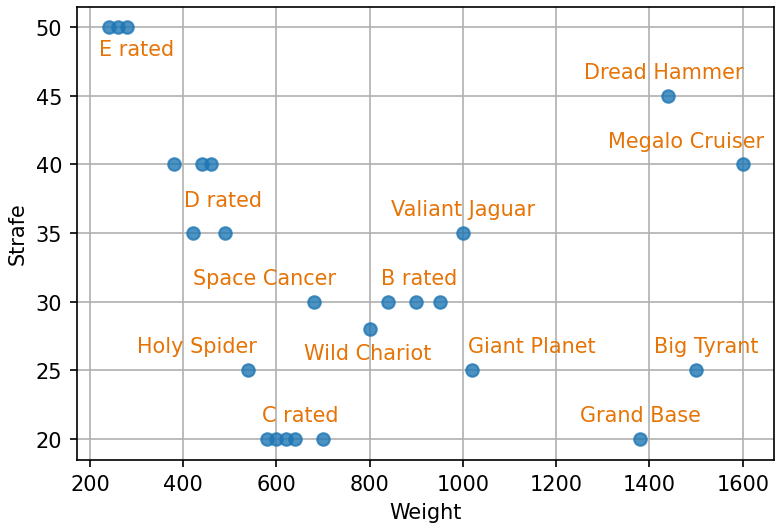 50
E rated
Dread Hammer
45
Megalo Cruiser
40
D rated
Valiant Jaguar
35
Strafe
Space Cancer
B rated
30
Holy Spider
Wild Chariot
Giant Planet
Big Tyrant
25
C rated
Grand Base
20
200 400 600 800 1000 1200 1400 1600
Weight